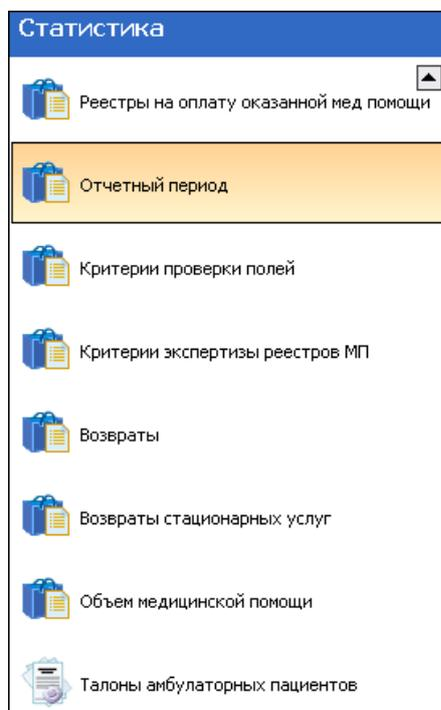 Статистика
Реестры на оплату оказанной мед помощи
Отчетный период
Критерии проверки полей
Критерии экспертизы реестров МП
Возвраты
Возвраты стационарных услуг
Объем медицинской помощи
Талоны амбулаторных пациентов